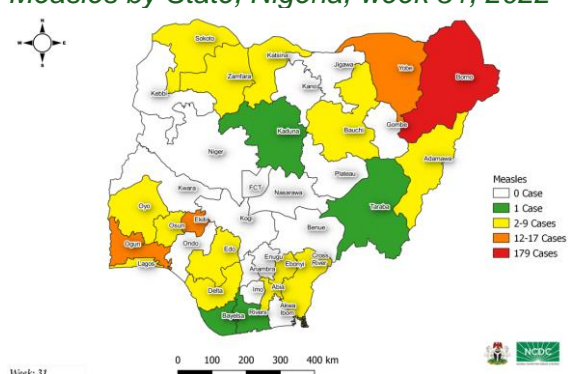 Measles by State, Nigeria, week 31, 2022
N
W E
S
Sokoto
Katsina
Jigawa
Yobe
Borno
Zamfara
Kebbi
Kano
Kaduna
Bauchi
Gombe
Niger
Adamawa
Plateau
Kwara
FCT
Nasarawa
Taraba
Oyo
Osun
Ekiti
Kogi
Benue
Ogun
Ondo
Edo
Enugu
Ebonyi
Cross
River
Lagos
Anambra
Delta
Imo
Abia
Bayelsa
Rivers
Akwa
Ibom
Measles
0 Case
1 Case
2-9 Cases
12-17 Cases
179 Cases
Week: 31
0 100 200 300 400 km
NCDC